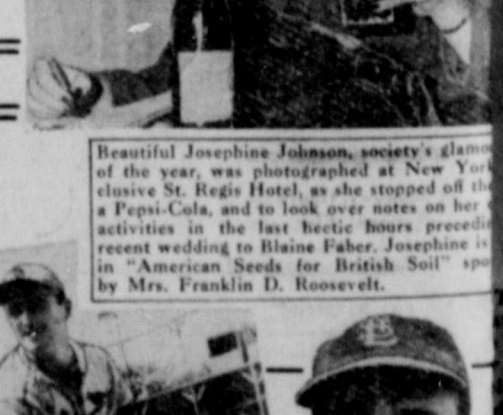 Beautiful Josephine Johnson, society's glamo
of the year, was photographed at New Yor
clusive St. Regis Hotel, as she stopped off th
a Pepsi-Cola, and to look over notes on her
activities in the last hectic hours precedi
recent wedding to Blaine Faber. Josephine is
in "American Seeds for British Soil" spo
by Mrs. Franklin D. Roosevelt.
StL